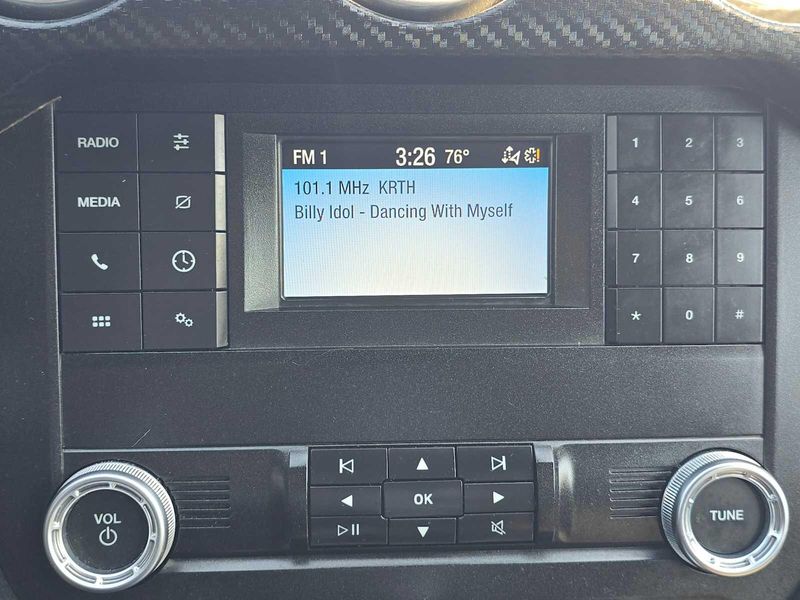 FM 1 3:26 76°
101.1 MHz KRTH
Billy Idol - Dancing With Myself
RADIO
MEDIA
1 2 3
4 5 6
7 8 9
* 0 #
OK
VOL
TUNE